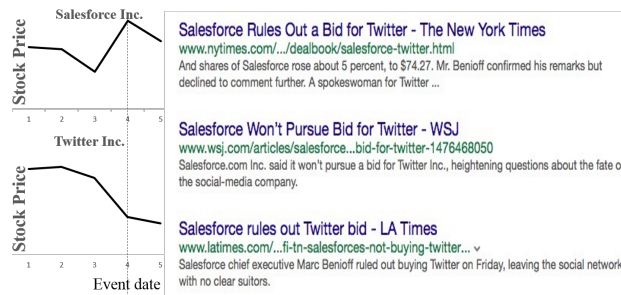 Salesforce Inc.
Stock Price
1 2 3 4 5
Twitter Inc.
Stock Price
1 2 3 4 5
Event date
Salesforce Rules Out a Bid for Twitter - The New York Times
www.nytimes.com/.../dealbook/salesforce-twitter.html
And shares of Salesforce rose about 5 percent, to $74.27. Mr. Benioff confirmed his remarks but
declined to comment further. A spokeswoman for Twitter ...
Salesforce Won't Pursue Bid for Twitter - WSJ
www.wsj.com/articles/salesforce...bid-for-twitter-1476468050
Salesforce.com Inc. said it won't pursue a bid for Twitter Inc., heightening questions about the fate o
the social-media company.
Salesforce rules out Twitter bid - LA Times
www.latimes.com/...fi-tn-salesforces-not-buying-twitter...
Salesforce chief executive Marc Benioff ruled out buying Twitter on Friday, leaving the social network
with no clear suitors.